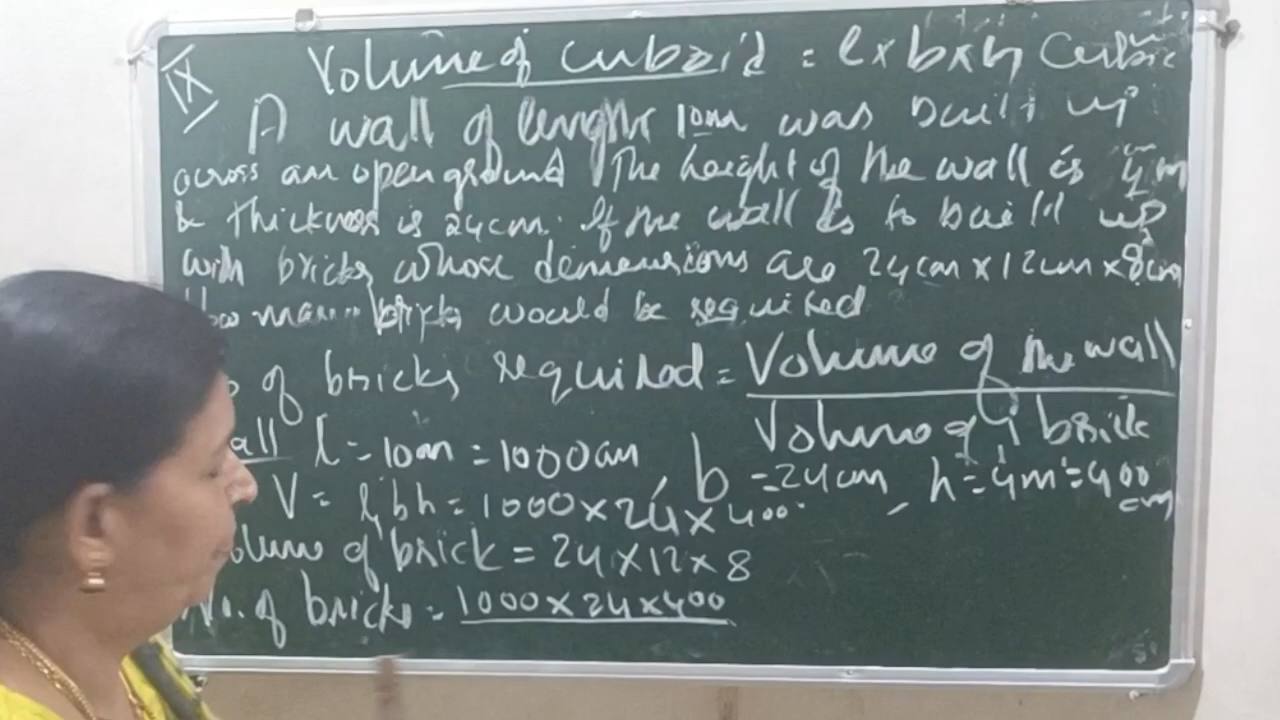 IX Volume of cuboid = l x b x h Cubic
A wall of length 10m was built up
across an open ground. The height of the wall is 4m
& thickness is 24cm. If the wall is to built up
with bricks whose demensions are 24cm x 12cm x 8cm
How many bricks would be required
of bricks required = Volume of the wall
Volume of 1 brick
all l = 10m = 1000cm, b = 24cm, h = 4m = 400
cm
V = lbh = 1000 x 24 x 400
olume of brick = 24 x 12 x 8
No. of bricks = 1000 x 24 x 400